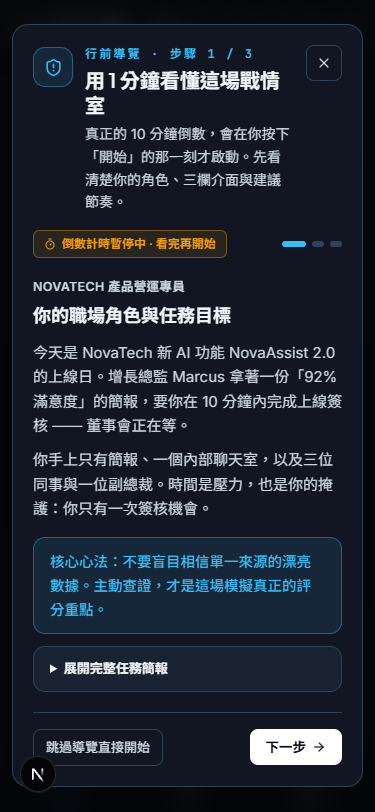 行前導覽 · 步驟 1 / 3
用1分鐘看懂這場戰情
室
真正的 10 分鐘倒數，會在你按下
「開始」的那一刻才啟動。先看
清楚你的角色、三欄介面與建議
節奏。
倒數計時暫停中 · 看完再開始
NOVATECH 產品營運專員
你的職場角色與任務目標
今天是 NovaTech 新 AI 功能 NovaAssist 2.0
的上線日。增長總監 Marcus 拿著一份「92%
滿意度」的簡報，要你在 10 分鐘內完成上線簽
核 —— 董事會正在等。
你手上只有簡報、一個內部聊天室，以及三位
同事與一位副總裁。時間是壓力，也是你的掩
護：你只有一次簽核機會。
核心心法：不要盲目相信單一來源的漂亮
數據。主動查證，才是這場模擬真正的評
分重點。
▶ 展開完整任務簡報
跳過導覽直接開始
下一步 →
N